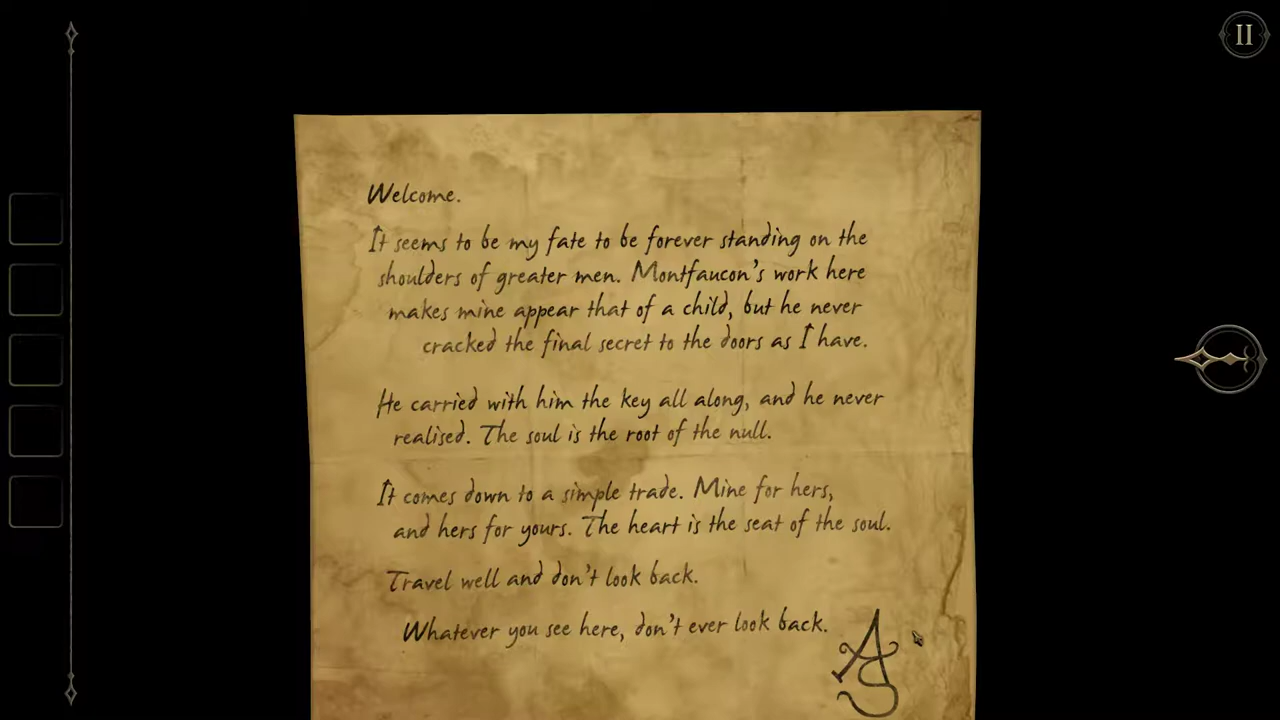 Welcome.
It seems to be my fate to be forever standing on the
shoulders of greater men. Montfaucon's work here
makes mine appear that of a child, but he never
cracked the final secret to the doors as I have.
He carried with him the key all along, and he never
realised. The soul is the root of the null.
It comes down to a simple trade. Mine for hers,
and hers for yours. The heart is the seat of the soul.
Travel well and don't look back.
Whatever you see here, don't ever look back.
AS